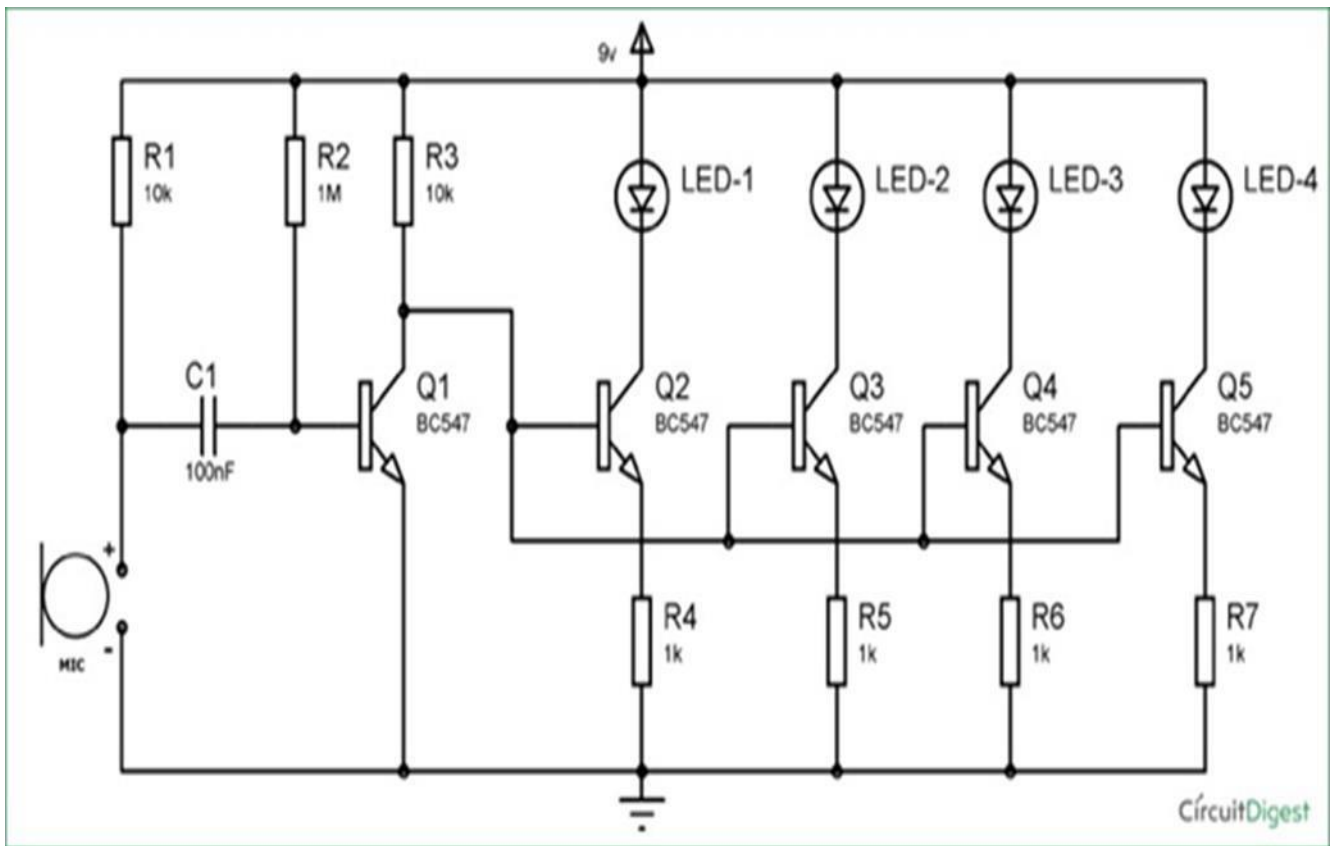 9v
R1
10k
R2
1M
R3
10k
LED-1
LED-2
LED-3
LED-4
C1
100nF
Q1
BC547
Q2
BC547
Q3
BC547
Q4
BC547
Q5
BC547
+
-
MIC
R4
1k
R5
1k
R6
1k
R7
1k
CírcuitDigest